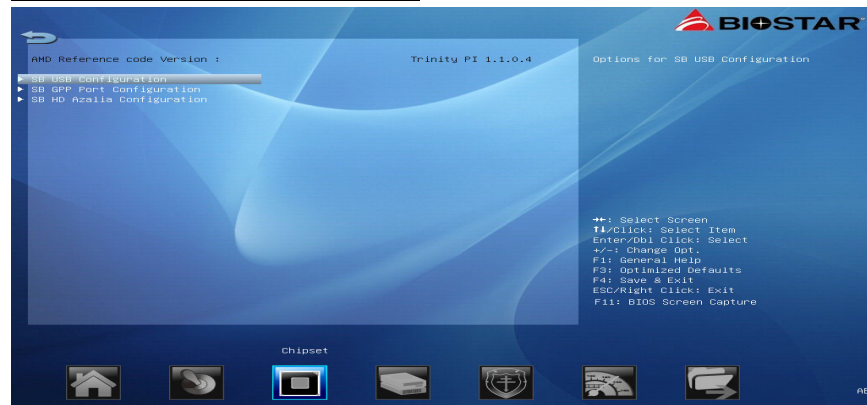 BIOSTAR
AMD Reference code Version : Trinity PI 1.1.0.4
Options for SB USB Configuration
SB USB Configuration
SB GPP Port Configuration
SB HD Azalia Configuration
→←: Select Screen
↑↓/Click: Select Item
Enter/Dbl Click: Select
+/-: Change Opt.
F1: General Help
F3: Optimized Defaults
F4: Save & Exit
ESC/Right Click: Exit
F11: BIOS Screen Capture
Chipset